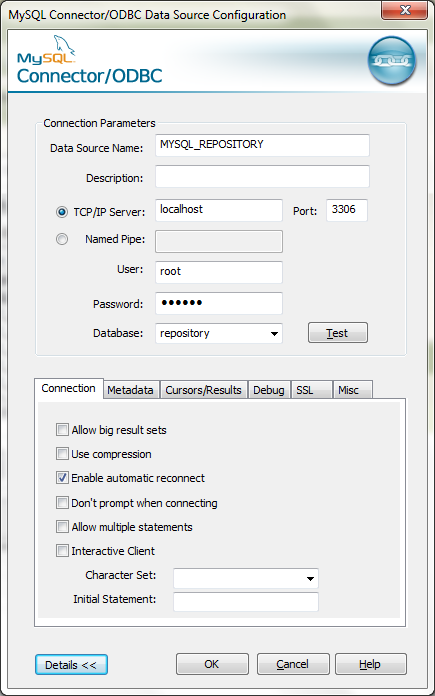 MySQL Connector/ODBC Data Source Configuration
MySQL
Connector/ODBC
Connection Parameters
Data Source Name: MYSQL_REPOSITORY
Description:
TCP/IP Server: localhost Port: 3306
Named Pipe:
User: root
Password: ••••••
Database: repository Test
Connection Metadata Cursors/Results Debug SSL Misc
Allow big result sets
Use compression
Enable automatic reconnect
Don't prompt when connecting
Allow multiple statements
Interactive Client
Character Set:
Initial Statement:
Details << OK Cancel Help